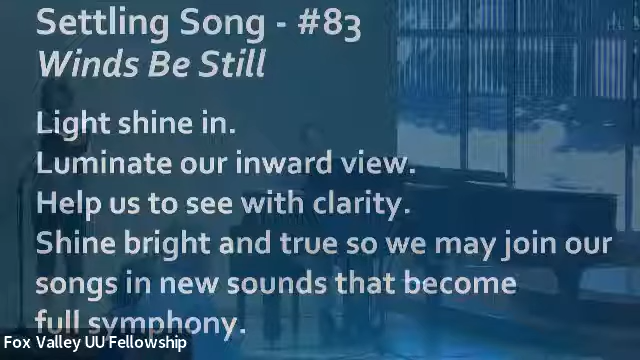 Settling Song - #83
Winds Be Still
Light shine in.
Luminate our inward view.
Help us to see with clarity.
Shine bright and true so we may join our
songs in new sounds that become
full symphony.
Fox Valley UU Fellowship